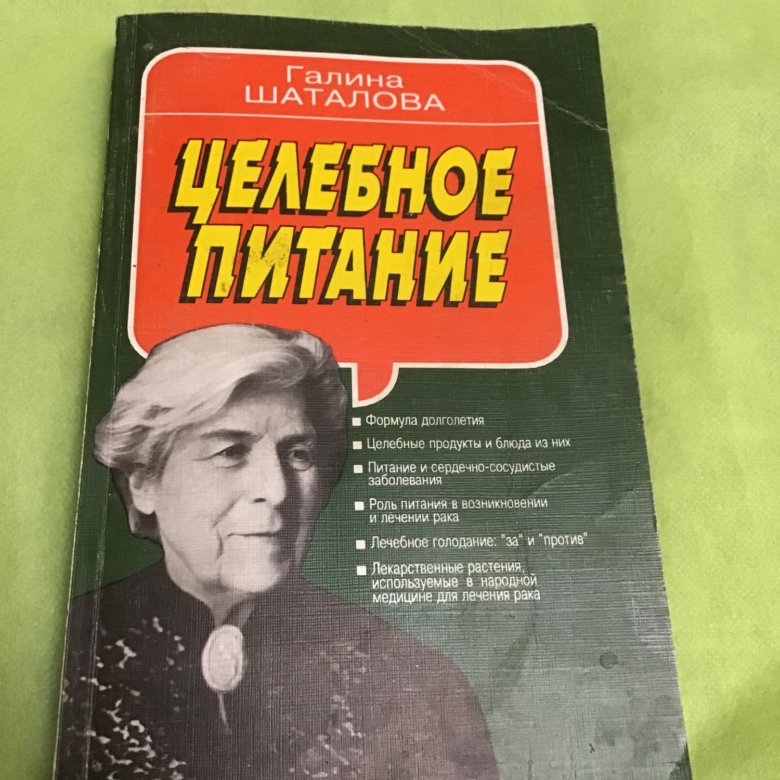 Галина
ШАТАЛОВА
ЦЕЛЕБНОЕ
ПИТАНИЕ
Формула долголетия
Целебные продукты и блюда из них
Питание и сердечно-сосудистые
заболевания
Роль питания в возникновении
и лечении рака
Лечебное голодание: "за" и "против"
Лекарственные растения,
используемые в народной
медицине для лечения рака